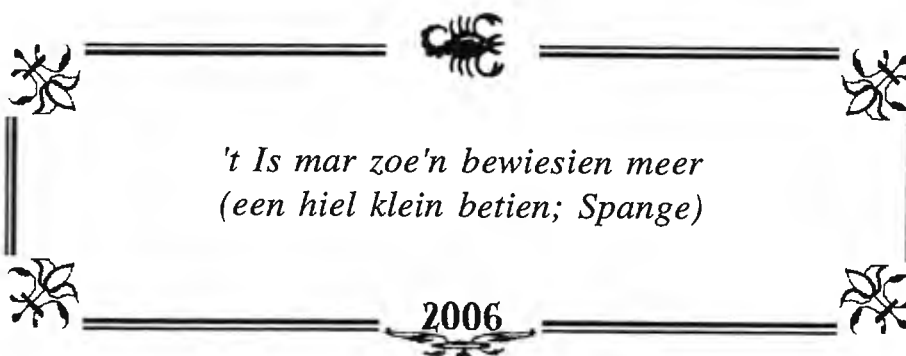 't Is mar zoe'n bewiesien meer
(een hiel klein betien; Spange)
2006